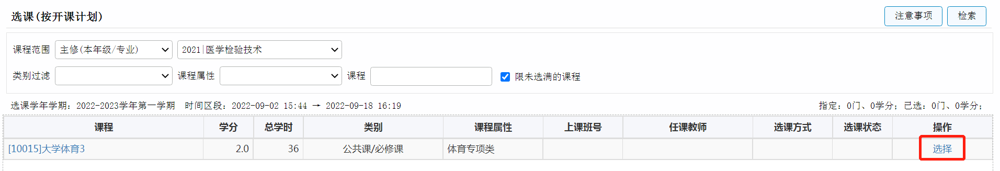 选课(按开课计划)
注意事项
检索
课程范围 主修(本年级/专业) 2021|医学检验技术
类别过滤 课程属性 课程 限未选满的课程
选课学年学期：2022-2023学年第一学期 时间区段：2022-09-02 15:44 → 2022-09-18 16:19
指定：0门、0学分；已选：0门、0学分；
课程 学分 总学时 类别 课程属性 上课班号 任课教师 选课方式 选课状态 操作
[10015]大学体育3 2.0 36 公共课/必修课 体育专项类 选择